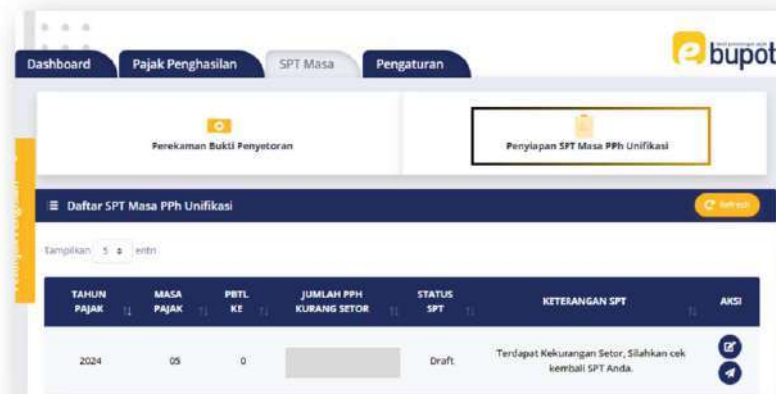 Dashboard
Pajak Penghasilan
SPT Masa
Pengaturan
e bupot
Perekaman Bukti Penyetoran
Penyiapan SPT Masa PPh Unifikasi
Daftar SPT Masa PPh Unifikasi
Refresh
Tampilkan 5 entri
TAHUN PAJAK
MASA PAJAK
PBTL KE
JUMLAH PPH KURANG SETOR
STATUS SPT
KETERANGAN SPT
AKSI
2024
05
0
Draft
Terdapat Kekurangan Setor, Silahkan cek
kembali SPT Anda.